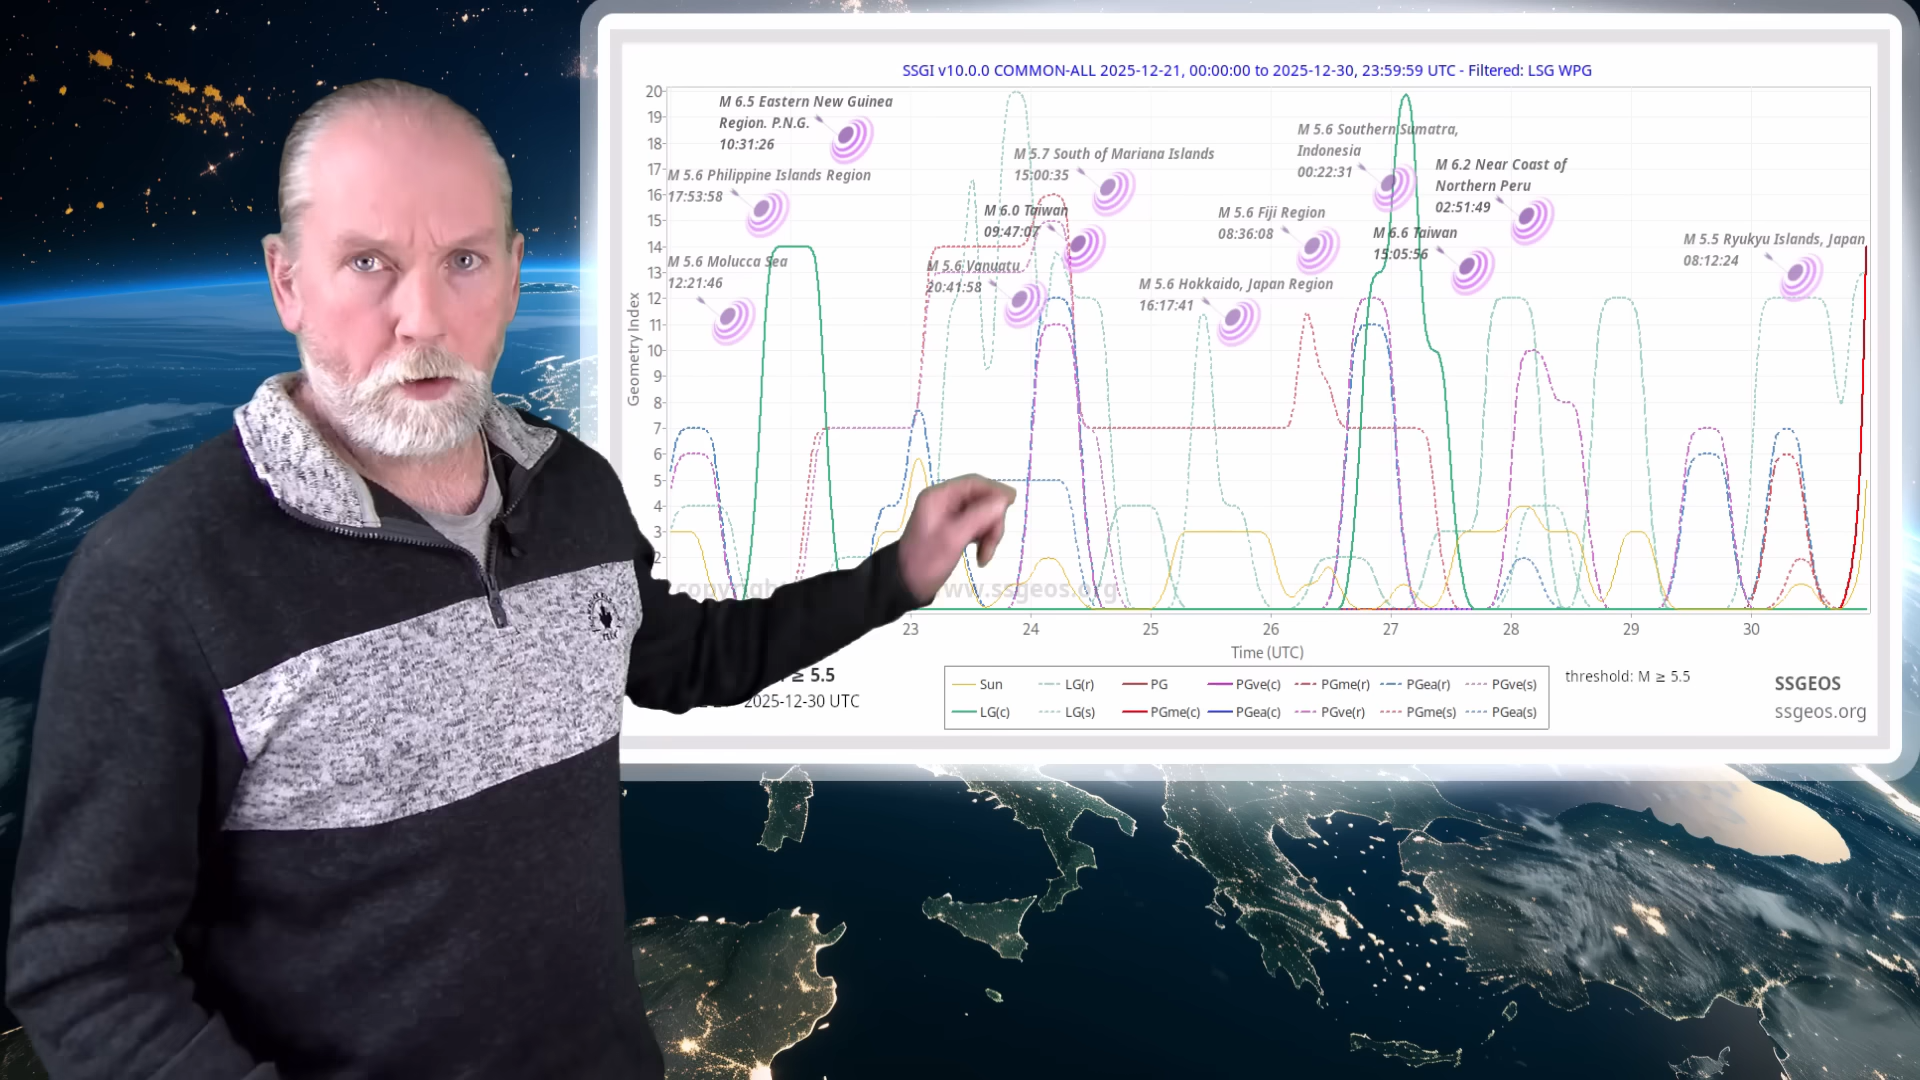 SSGI v10.0.0 COMMON-ALL 2025-12-21, 00:00:00 to 2025-12-30, 23:59:59 UTC - Filtered: LSG WPG
Geometry Index
20
19
18
17
16
15
14
13
12
11
10
9
8
7
6
5
4
3
2
M 6.5 Eastern New Guinea
Region. P.N.G.
10:31:26
M 5.6 Philippine Islands Region
17:53:58
M 5.6 Molucca Sea
12:21:46
M 5.7 South of Mariana Islands
15:00:35
M 6.0 Taiwan
09:47:07
M 5.6 Vanuatu
20:41:58
M 5.6 Hokkaido, Japan Region
16:17:41
M 5.6 Fiji Region
08:36:08
M 5.6 Southern Sumatra,
Indonesia
00:22:31
M 6.6 Taiwan
15:05:56
M 6.2 Near Coast of
Northern Peru
02:51:49
M 5.5 Ryukyu Islands, Japan
08:12:24
www.ssgeos.org
23 24 25 26 27 28 29 30
Time (UTC)
≥ 5.5
2025-12-30 UTC
Sun LG(r) PG PGve(c) PGme(r) PGea(r) PGve(s)
LG(c) LG(s) PGme(c) PGea(c) PGve(r) PGme(s) PGea(s)
threshold: M ≥ 5.5
SSGEOS
ssgeos.org